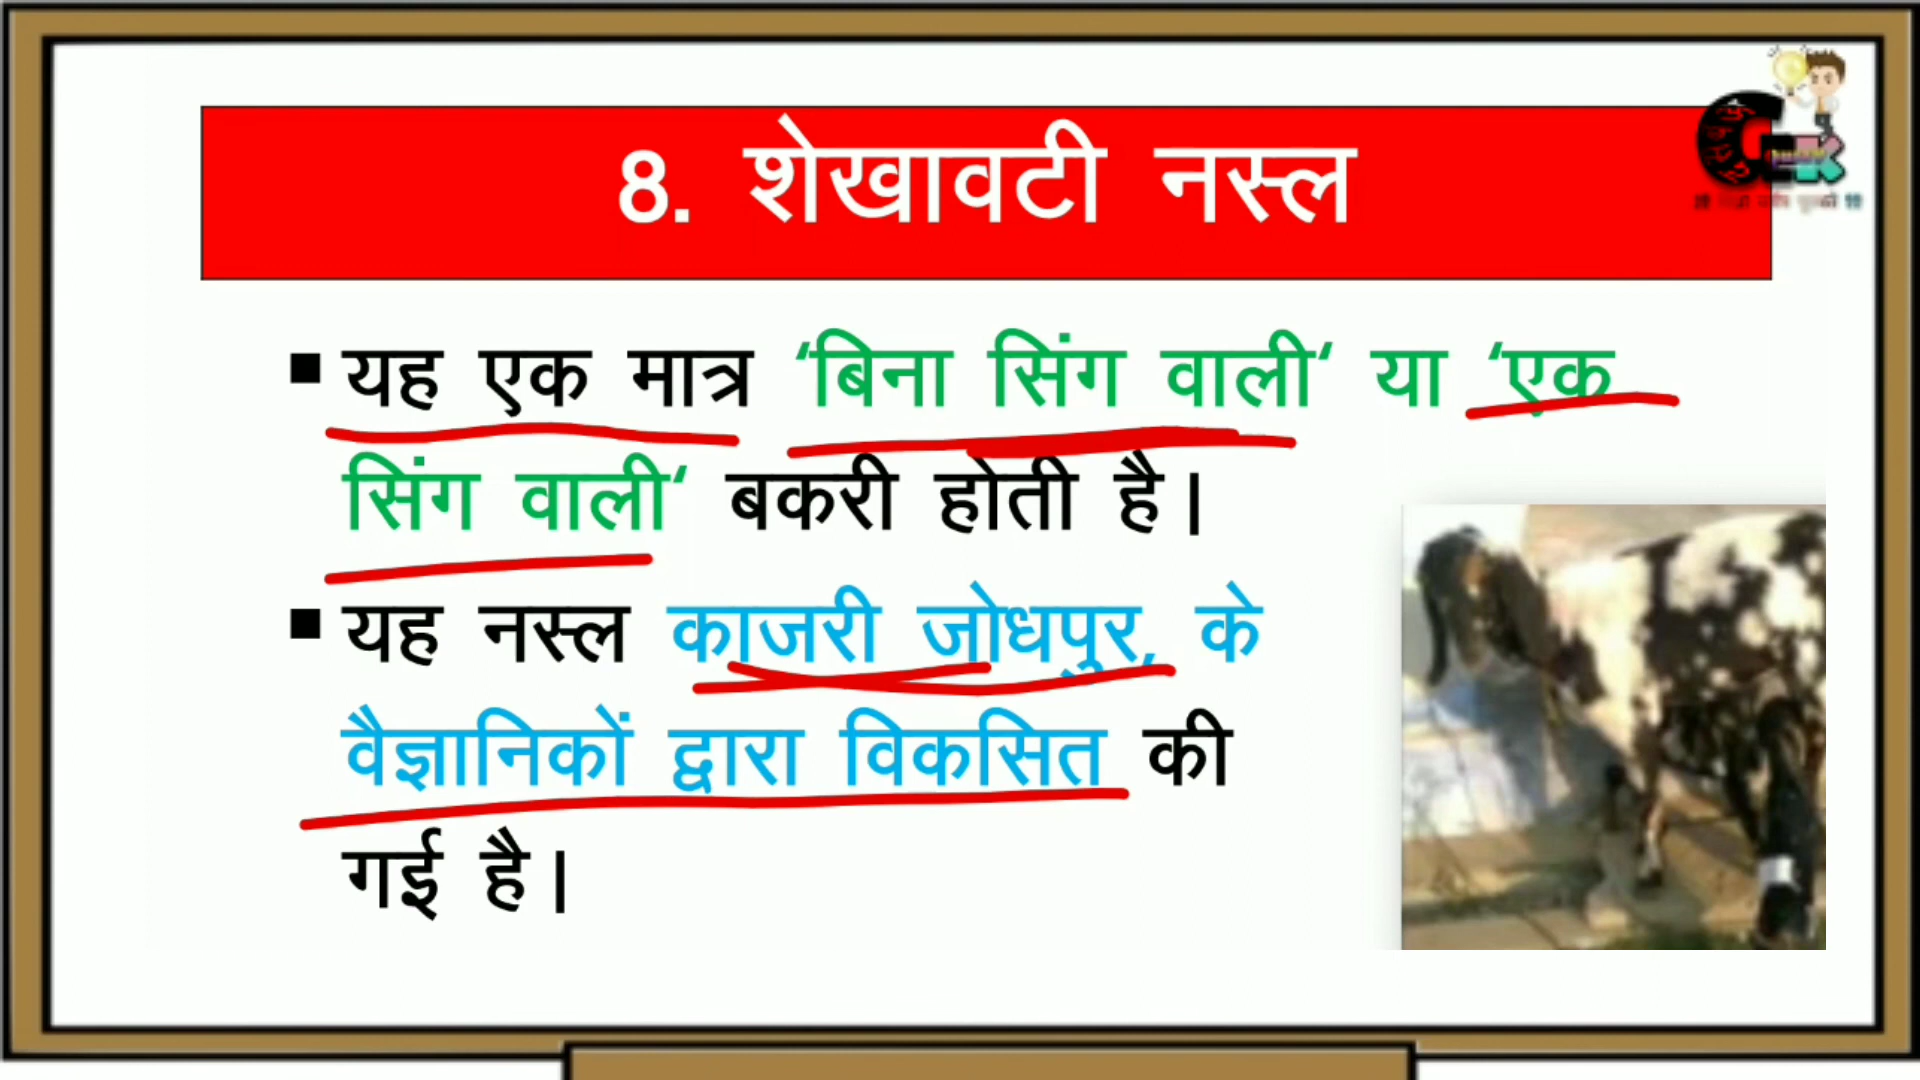 8. शेखावटी नस्ल
▪ यह एक मात्र ‘बिना सिंग वाली‘ या ‘एक
सिंग वाली‘ बकरी होती है।
▪ यह नस्ल काजरी जोधपुर, के
वैज्ञानिकों द्वारा विकसित की
गई है।